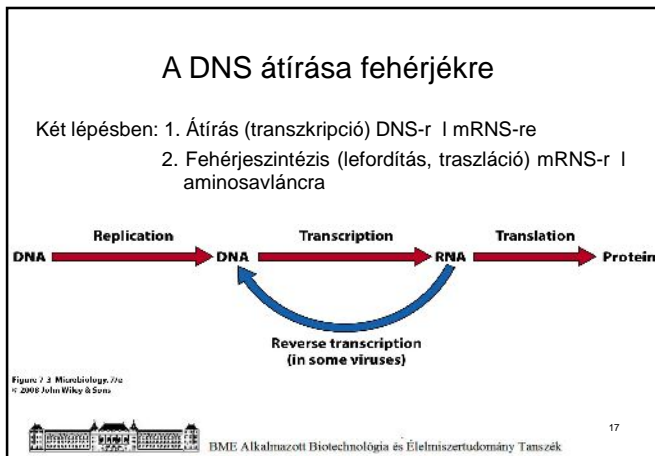 A DNS átírása fehérjékre
Két lépésben: 1. Átírás (transzkripció) DNS-r l mRNS-re
2. Fehérjeszintézis (lefordítás, traszláció) mRNS-r l
aminosavláncra
Replication Transcription Translation
DNA DNA RNA Protein
Reverse transcription
(in some viruses)
Figure 7-3 Microbiology, 7/e
© 2008 John Wiley & Sons
17
BME Alkalmazott Biotechnológia és Élelmiszertudomány Tanszék